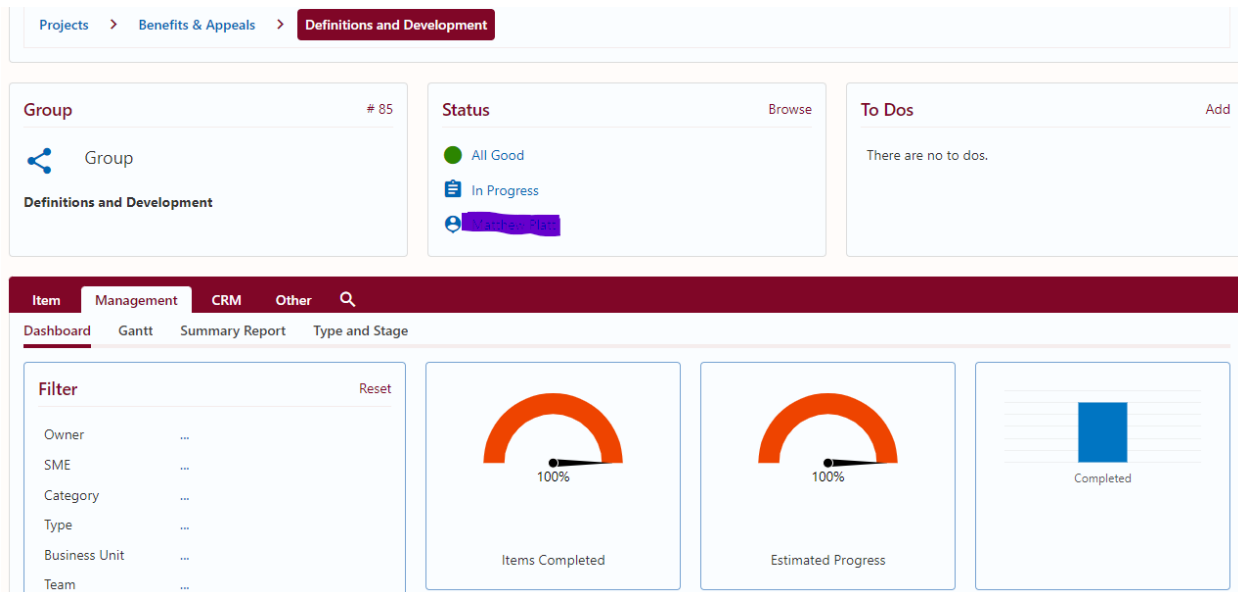 Projects > Benefits & Appeals > Definitions and Development
Group # 85
Group
Definitions and Development
Status Browse
All Good
In Progress
To Dos Add
There are no to dos.
Item Management CRM Other
Dashboard Gantt Summary Report Type and Stage
Filter Reset
Owner ...
SME ...
Category ...
Type ...
Business Unit ...
Team ...
100%
Items Completed
100%
Estimated Progress
Completed